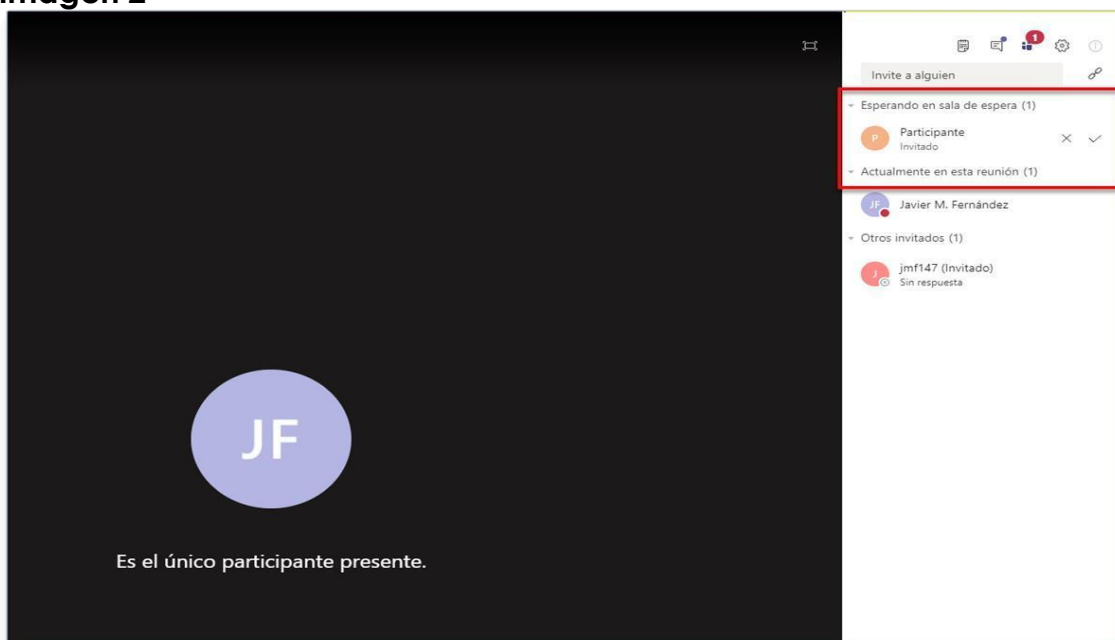 Imagen 2
1
Invite a alguien
Esperando en sala de espera (1)
P
Participante
Invitado
Actualmente en esta reunión (1)
JF
Javier M. Fernández
Otros invitados (1)
J
jmf147 (Invitado)
Sin respuesta
JF
Es el único participante presente.